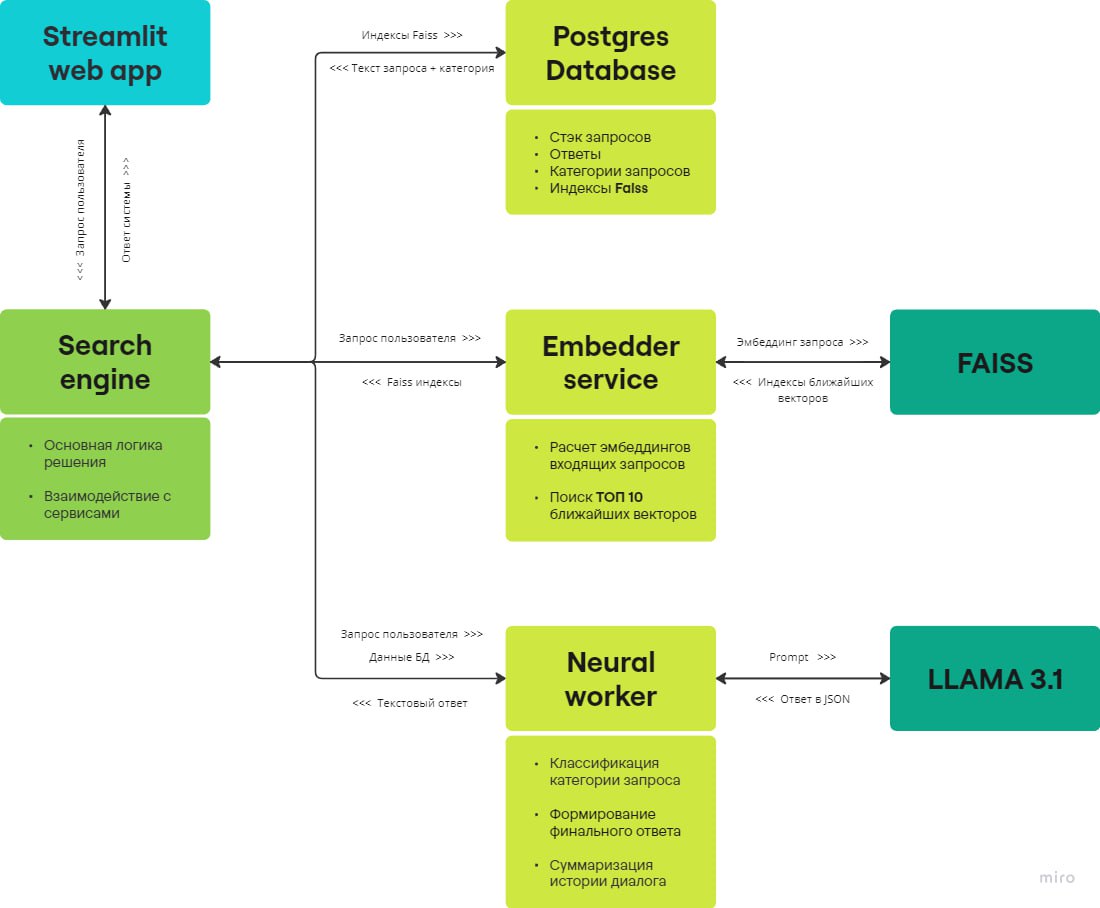 Streamlit
web app
<<< Запрос пользователя
Ответ системы >>>
Search
engine
• Основная логика
решения
• Взаимодействие с
сервисами
Индексы Faiss >>>
<<< Текст запроса + категория
Postgres
Database
• Стэк запросов
• Ответы
• Категории запросов
• Индексы Faiss
Запрос пользователя >>>
<<< Faiss индексы
Embedder
service
• Расчет эмбеддингов
входящих запросов
• Поиск ТОП 10
ближайших векторов
Эмбеддинг запроса >>>
<<< Индексы ближайших
векторов
FAISS
Запрос пользователя >>>
Данные БД >>>
<<< Текстовый ответ
Neural
worker
• Классификация
категории запроса
• Формирование
финального ответа
• Суммаризация
истории диалога
Prompt >>>
<<< Ответ в JSON
LLAMA 3.1
miro